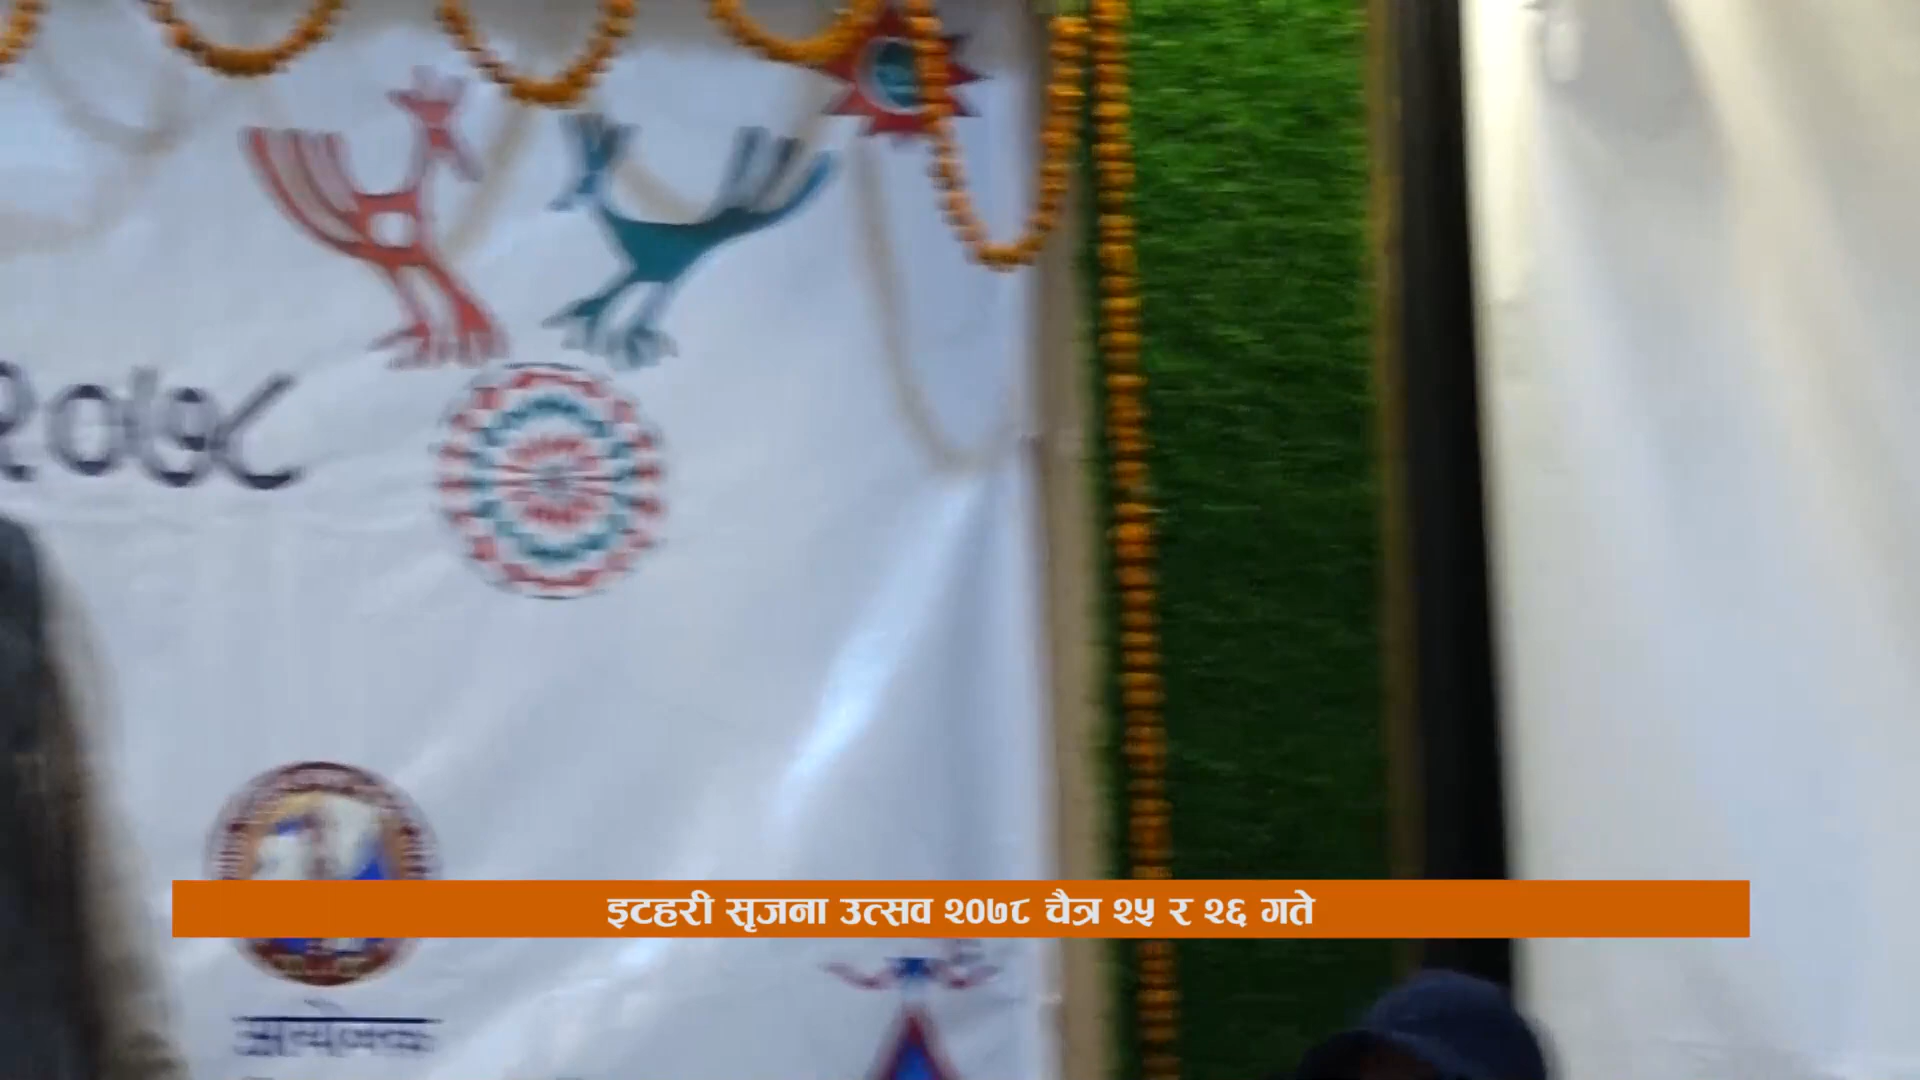 २०७८
इटहरी सृजना उत्सव २०७८ चैत्र २५ र २६ गते